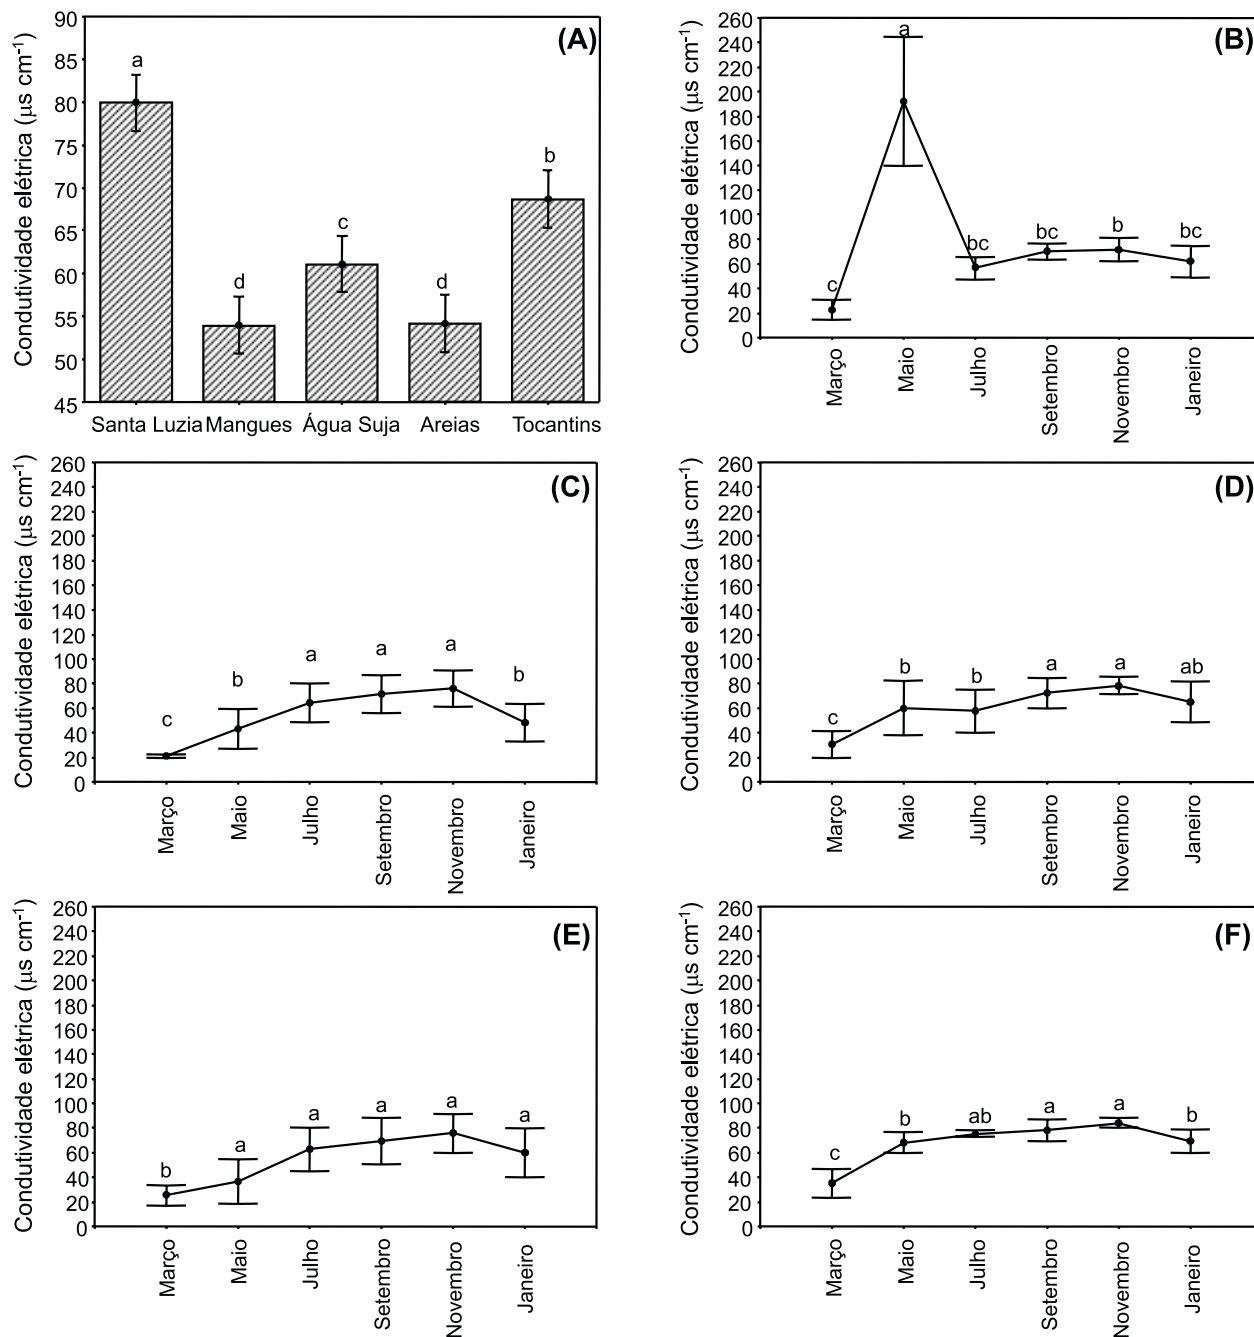 (A)
Condutividade elétrica (µs cm-1)
90
85
80
75
70
65
60
55
50
45
a
d
c
d
b
Santa Luzia Mangues Água Suja Areias Tocantins
(B)
Condutividade elétrica (µs cm-1)
260
240
220
200
180
160
140
120
100
80
60
40
20
0
c
a
bc
bc
b
bc
Março
Maio
Julho
Setembro
Novembro
Janeiro
(C)
Condutividade elétrica (µs cm-1)
260
240
220
200
180
160
140
120
100
80
60
40
20
0
c
b
a
a
a
b
Março
Maio
Julho
Setembro
Novembro
Janeiro
(D)
Condutividade elétrica (µs cm-1)
260
240
220
200
180
160
140
120
100
80
60
40
20
0
c
b
b
a
a
ab
Março
Maio
Julho
Setembro
Novembro
Janeiro
(E)
Condutividade elétrica (µs cm-1)
260
240
220
200
180
160
140
120
100
80
60
40
20
0
b
a
a
a
a
a
Março
Maio
Julho
Setembro
Novembro
Janeiro
(F)
Condutividade elétrica (µs cm-1)
260
240
220
200
180
160
140
120
100
80
60
40
20
0
c
b
ab
a
a
b
Março
Maio
Julho
Setembro
Novembro
Janeiro